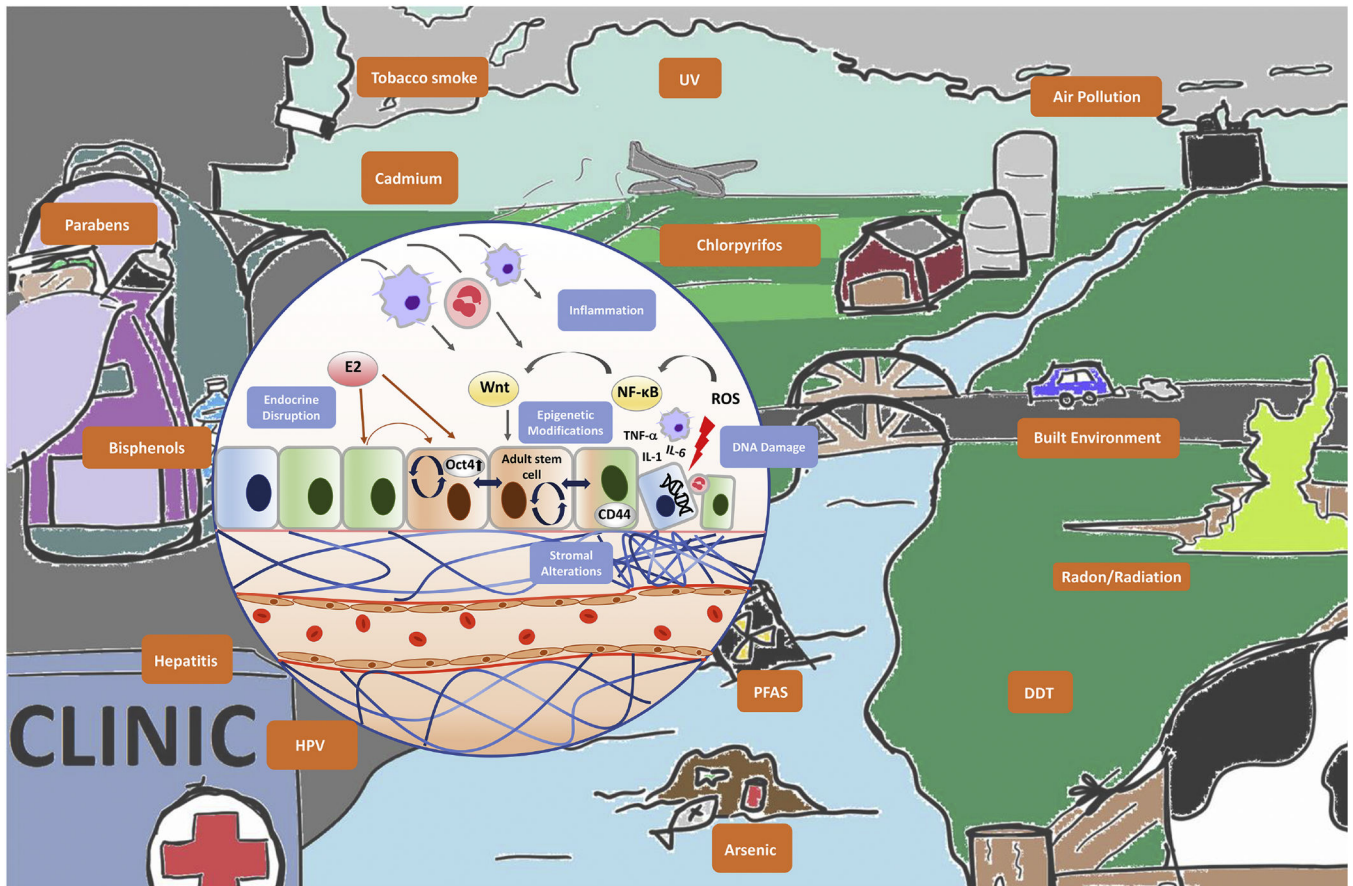 Tobacco smoke
UV
Air Pollution
Cadmium
Parabens
Chlorpyrifos
Inflammation
E2
Wnt
NF-κB
ROS
Endocrine
Disruption
Epigenetic
Modifications
TNF-α
IL-1
IL-6
DNA Damage
Built Environment
Bisphenols
Oct4⬆
Adult stem
cell
CD44
Stromal
Alterations
Radon/Radiation
Hepatitis
PFAS
DDT
CLINIC
HPV
Arsenic